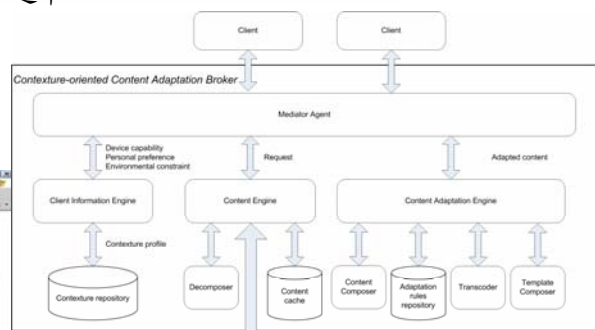 Client
Client
Contexture-oriented Content Adaptation Broker
Mediator Agent
Device capability
Personal preference
Environmental constraint
Request
Adapted content
Client Information Engine
Content Engine
Content Adaptation Engine
Contexture profile
Contexture repository
Decomposer
Content
cache
Content
Composer
Adaptation
rules
repository
Transcoder
Template
Composer